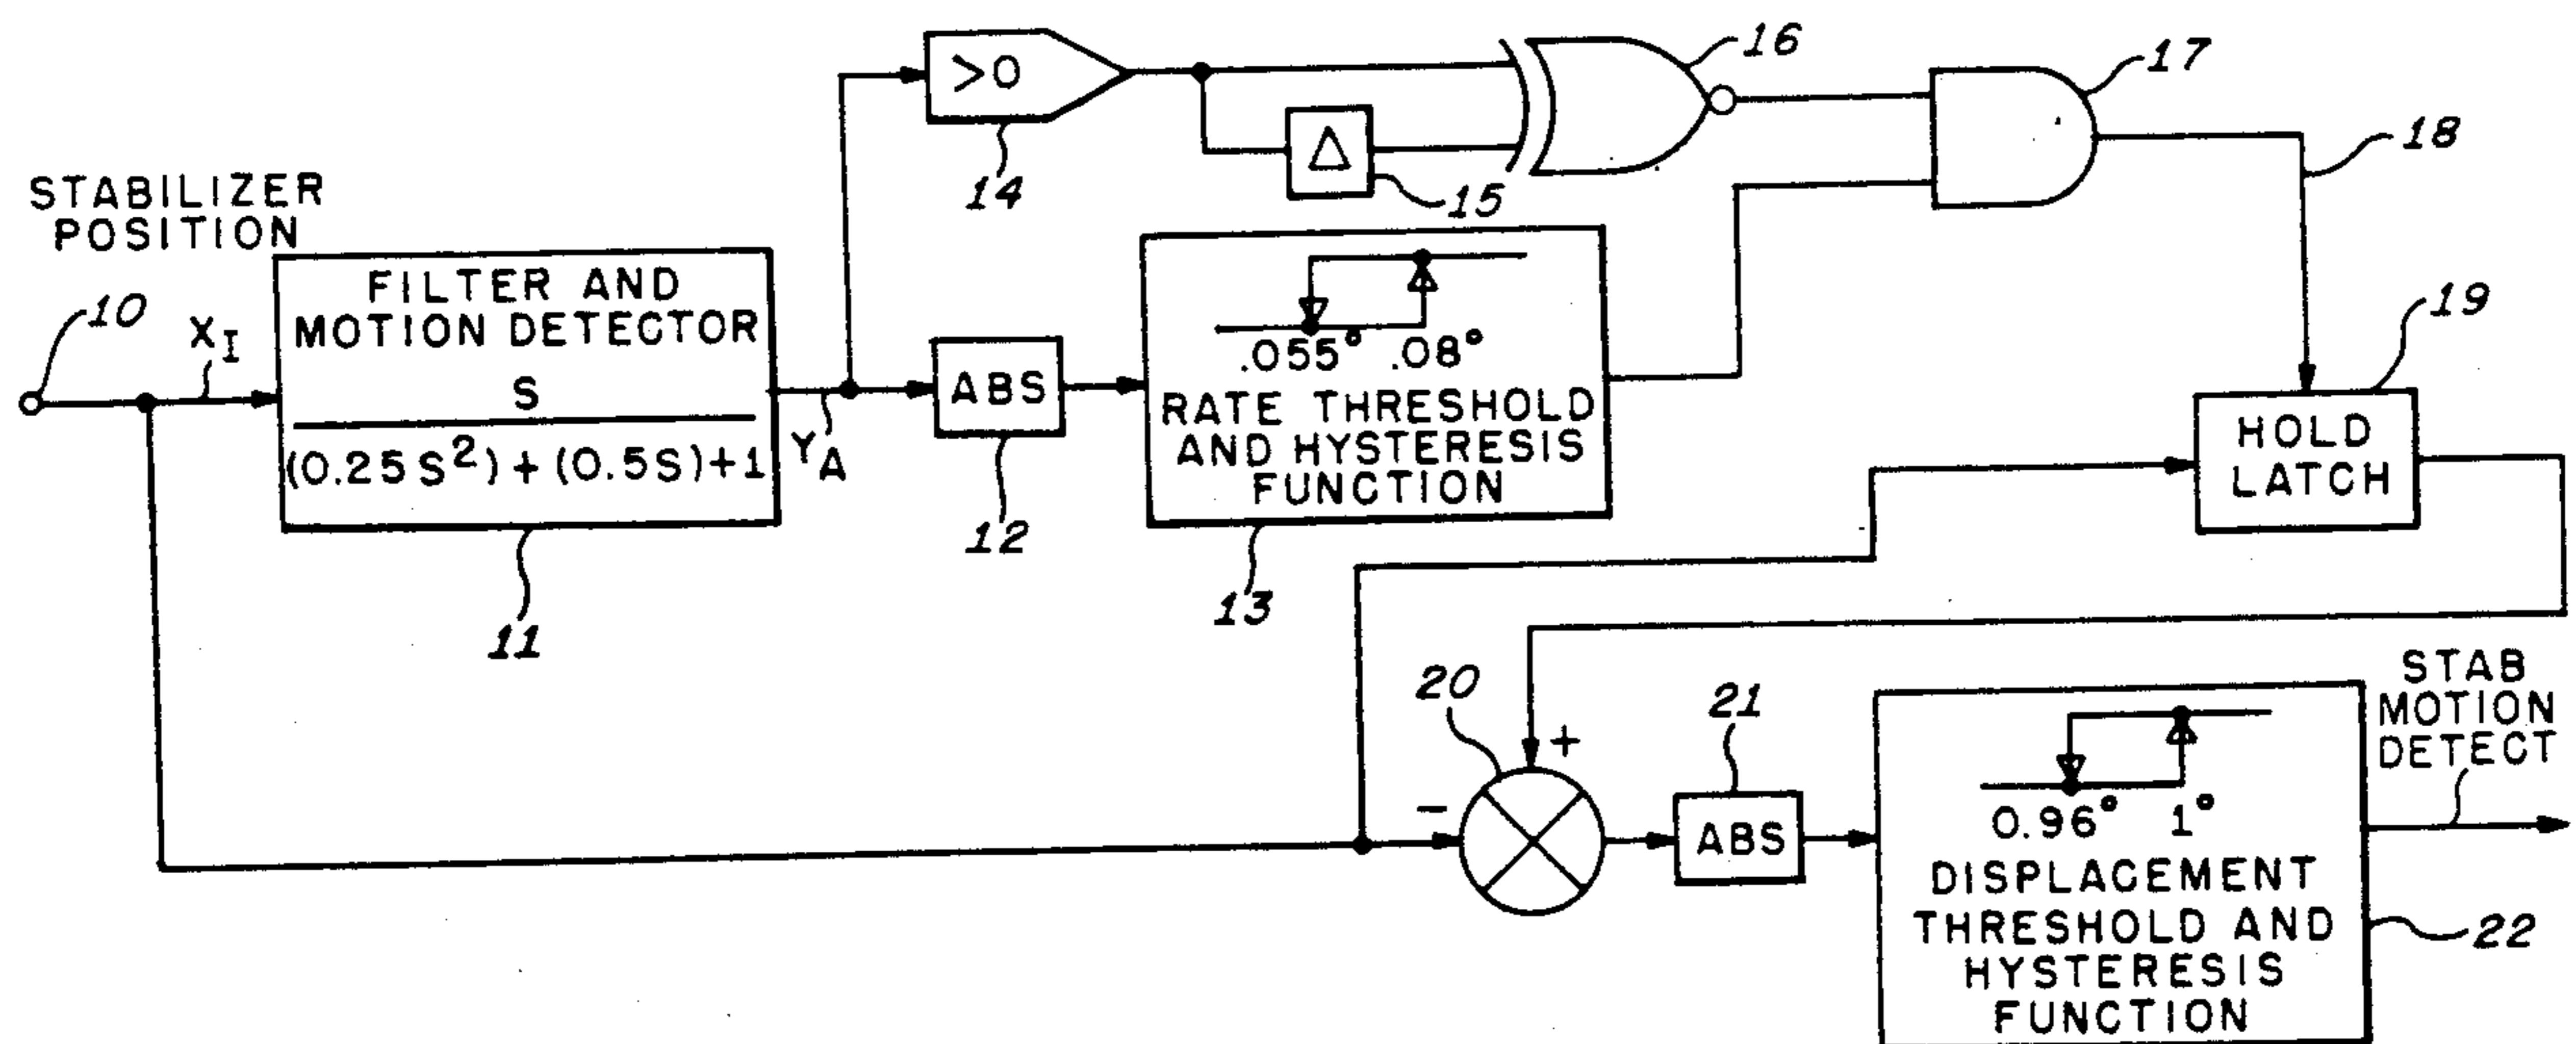 >0
16
17
14
Δ
15
18
STABILIZER
POSITION
10
X_I
FILTER AND
MOTION DETECTOR
S
(0.25S²)+(0.5S)+1
11
Y_A
ABS
12
.055° .08°
RATE THRESHOLD
AND HYSTERESIS
FUNCTION
13
19
HOLD
LATCH
20
+
−
21
ABS
STAB
MOTION
DETECT
0.96° 1°
DISPLACEMENT
THRESHOLD AND
HYSTERESIS
FUNCTION
22